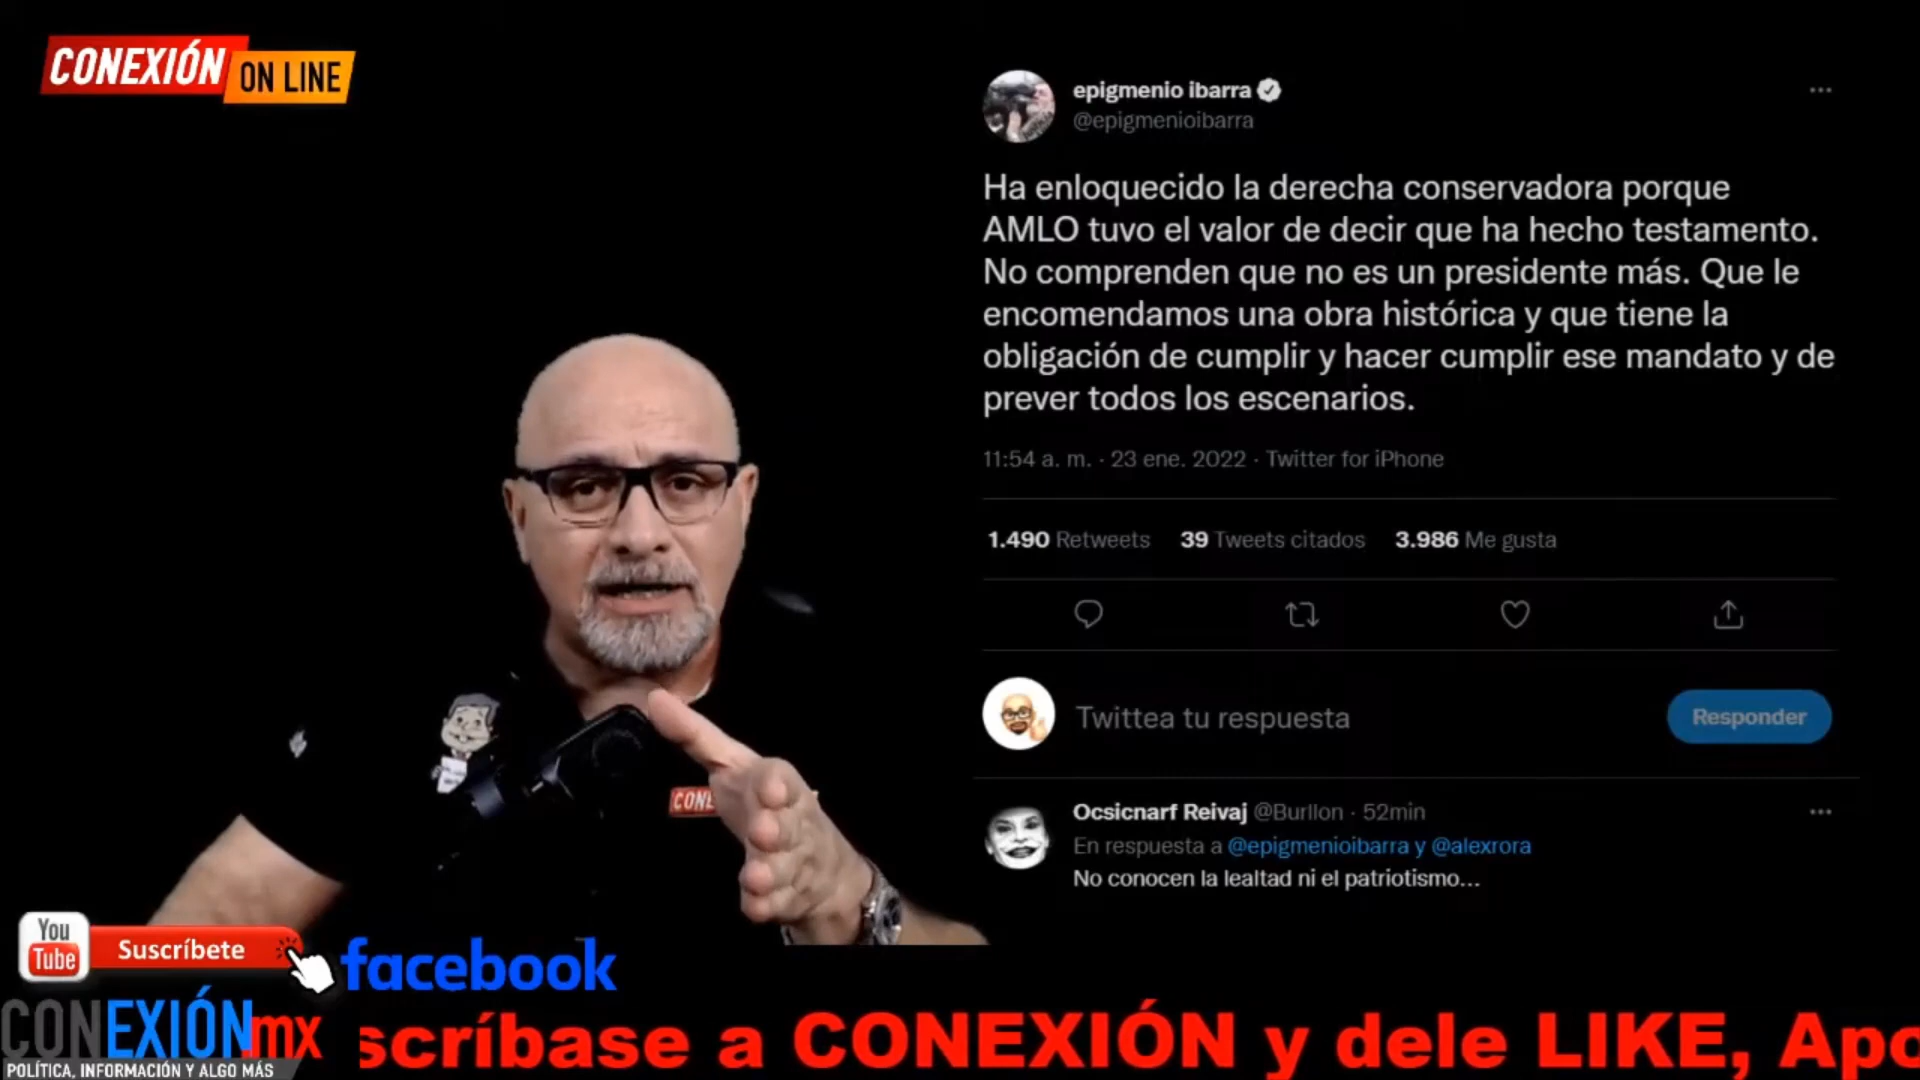 CONEXIÓN
ON LINE
epigmenio ibarra
@epigmenioibarra
Ha enloquecido la derecha conservadora porque
AMLO tuvo el valor de decir que ha hecho testamento.
No comprenden que no es un presidente más. Que le
encomendamos una obra histórica y que tiene la
obligación de cumplir y hacer cumplir ese mandato y de
prever todos los escenarios.
11:54 a. m. · 23 ene. 2022 · Twitter for iPhone
1.490 Retweets 39 Tweets citados 3.986 Me gusta
Twittea tu respuesta
Responder
Ocsicnarf Reivaj @Burllon · 52min
En respuesta a @epigmenioibarra y @alexrora
No conocen la lealtad ni el patriotismo...
CONE
You
Tube
Suscríbete
facebook
CONEXIÓN mx
POLÍTICA, INFORMACIÓN Y ALGO MÁS
scríbase a CONEXIÓN y dele LIKE, Apo